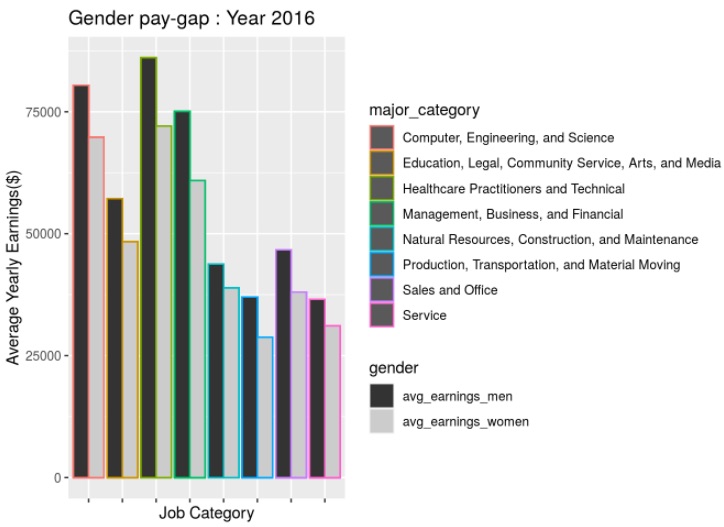 Gender pay-gap : Year 2016
Average Yearly Earnings($)
75000
50000
25000
0
Job Category
major_category
Computer, Engineering, and Science
Education, Legal, Community Service, Arts, and Media
Healthcare Practitioners and Technical
Management, Business, and Financial
Natural Resources, Construction, and Maintenance
Production, Transportation, and Material Moving
Sales and Office
Service
gender
avg_earnings_men
avg_earnings_women